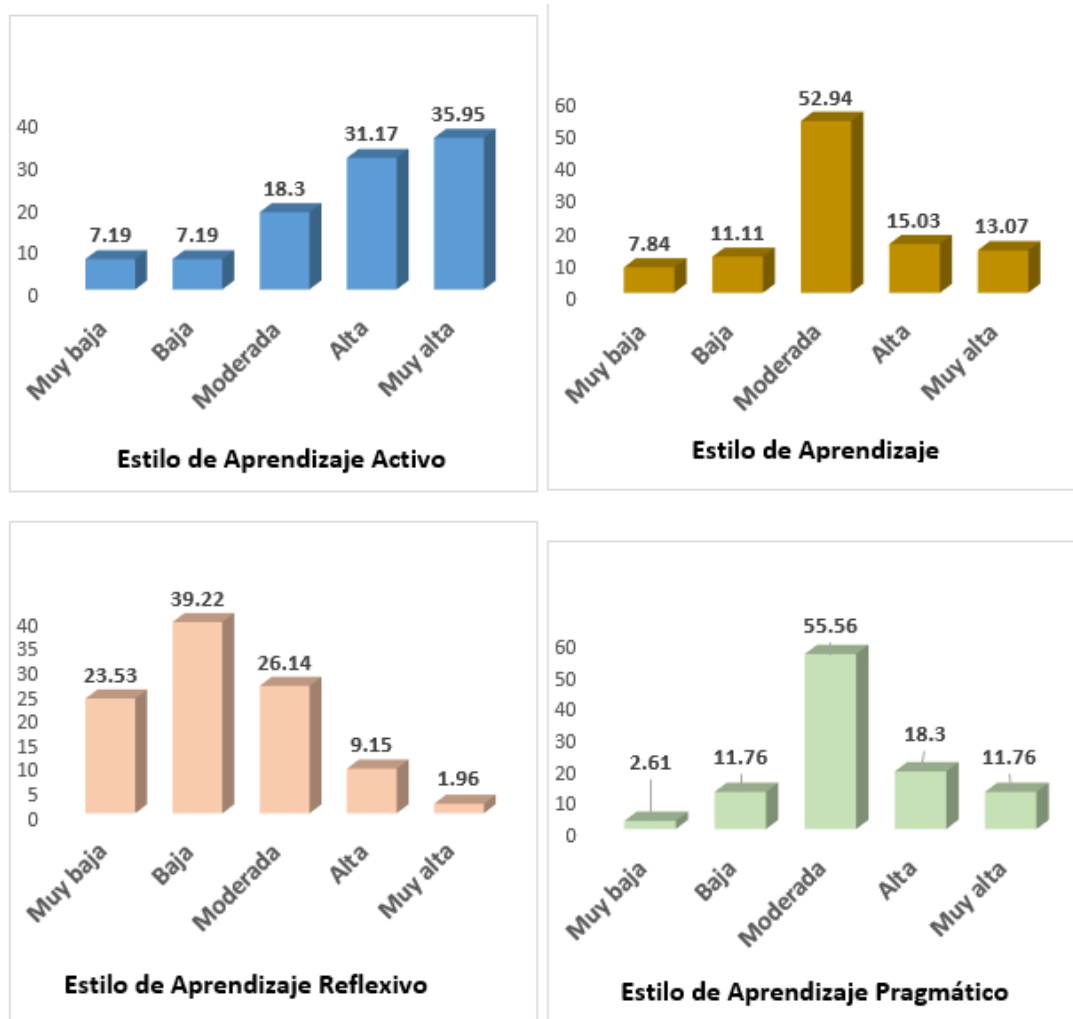 40
30
20
10
0
7.19
7.19
18.3
31.17
35.95
Muy baja
Baja
Moderada
Alta
Muy alta
Estilo de Aprendizaje Activo
60
50
40
30
20
10
0
7.84
11.11
52.94
15.03
13.07
Muy baja
Baja
Moderada
Alta
Muy alta
Estilo de Aprendizaje
40
35
30
25
20
15
10
5
0
23.53
39.22
26.14
9.15
1.96
Muy baja
Baja
Moderada
Alta
Muy alta
Estilo de Aprendizaje Reflexivo
60
50
40
30
20
10
0
2.61
11.76
55.56
18.3
11.76
Muy baja
Baja
Moderada
Alta
Muy alta
Estilo de Aprendizaje Pragmático